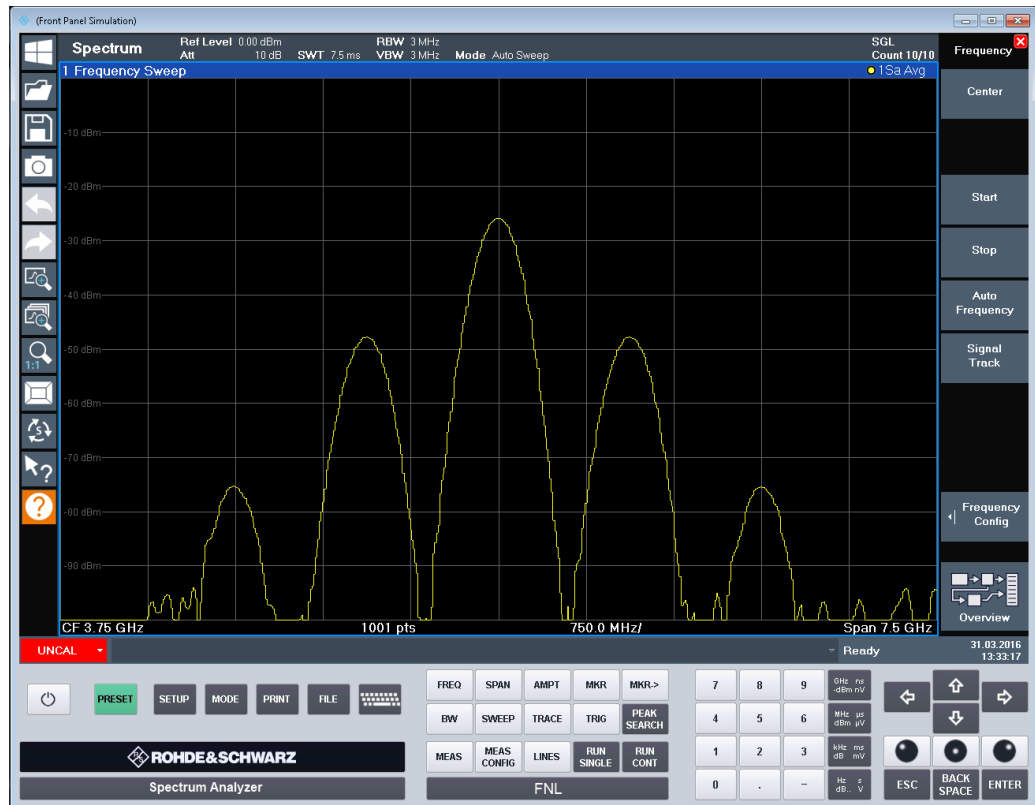 (Front Panel Simulation)
Spectrum
Ref Level 0.00 dBm RBW 3 MHz
Att 10 dB SWT 7.5 ms VBW 3 MHz Mode Auto Sweep
SGL
Count 10/10
Frequency
1 Frequency Sweep
1Sa Avg
Center
-10 dBm
-20 dBm
Start
-30 dBm
Stop
-40 dBm
Auto
Frequency
-50 dBm
Signal
Track
1:1
-60 dBm
S
-70 dBm
?
-80 dBm
?
Frequency
Config
-90 dBm
Overview
CF 3.75 GHz 1001 pts 750.0 MHz/ Span 7.5 GHz
UNCAL
Ready
31.03.2016
13:33:17
PRESET SETUP MODE PRINT FILE
FREQ SPAN AMPT MKR MKR->
7 8 9 GHz ns
-dBm nV
BW SWEEP TRACE TRIG PEAK
SEARCH
4 5 6 MHz µs
dBm µV
MEAS MEAS
CONFIG LINES RUN
SINGLE RUN
CONT
1 2 3 kHz ms
dB mV
ROHDE&SCHWARZ
Spectrum Analyzer
FNL
0 . – Hz s
dB.. V
ESC BACK
SPACE ENTER